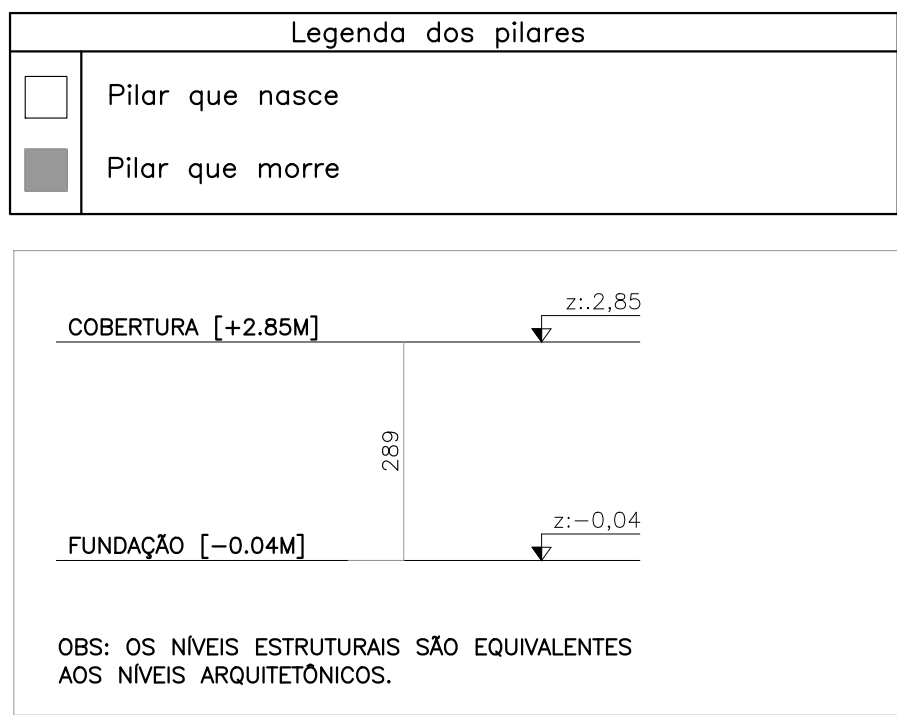 Legenda dos pilares
Pilar que nasce
Pilar que morre
z:.2,85
COBERTURA [+2.85M]
289
z:−0,04
FUNDAÇÃO [−0.04M]
OBS: OS NÍVEIS ESTRUTURAIS SÃO EQUIVALENTES
AOS NÍVEIS ARQUITETÔNICOS.